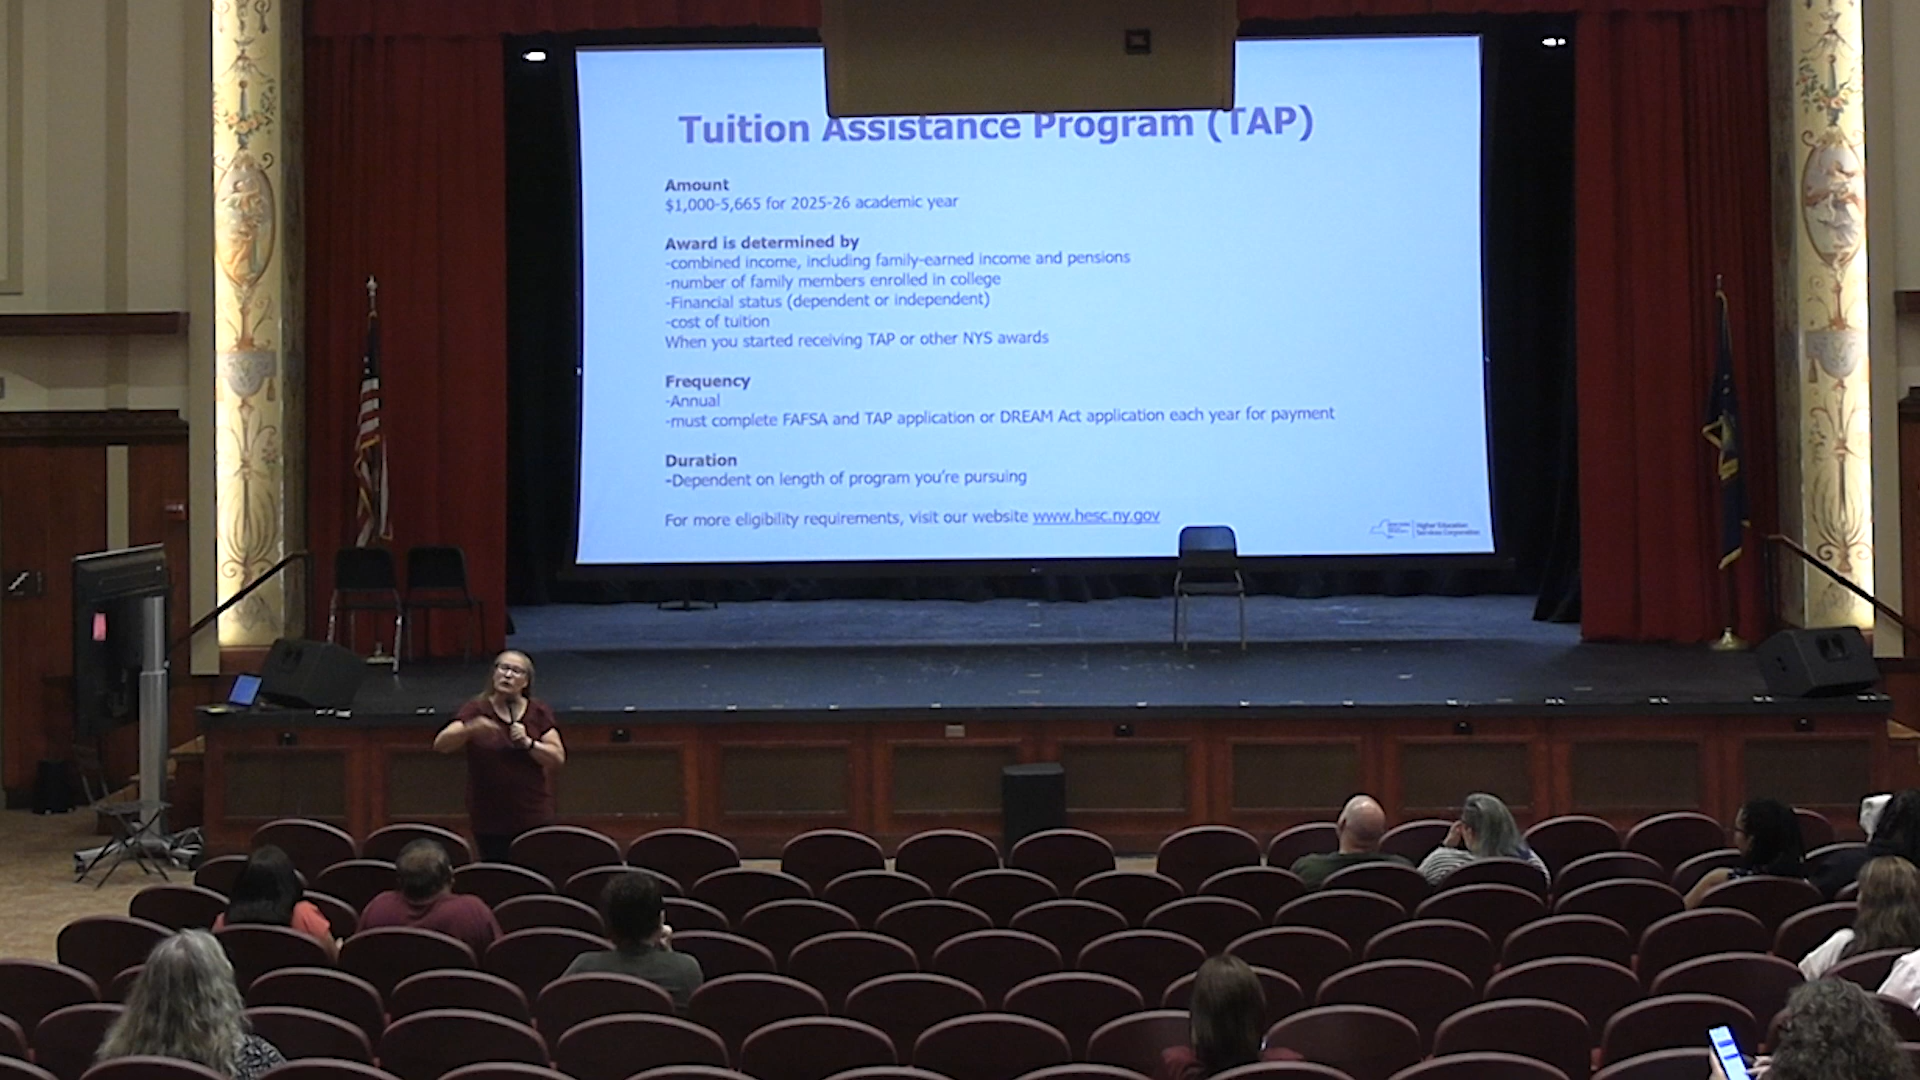 Tuition Assistance Program (TAP)
Amount
$1,000-5,665 for 2025-26 academic year
Award is determined by
-combined income, including family-earned income and pensions
-number of family members enrolled in college
-Financial status (dependent or independent)
-cost of tuition
When you started receiving TAP or other NYS awards
Frequency
-Annual
-must complete FAFSA and TAP application or DREAM Act application each year for payment
Duration
-Dependent on length of program you're pursuing
For more eligibility requirements, visit our website www.hesc.ny.gov
Higher Education
Services Corporation